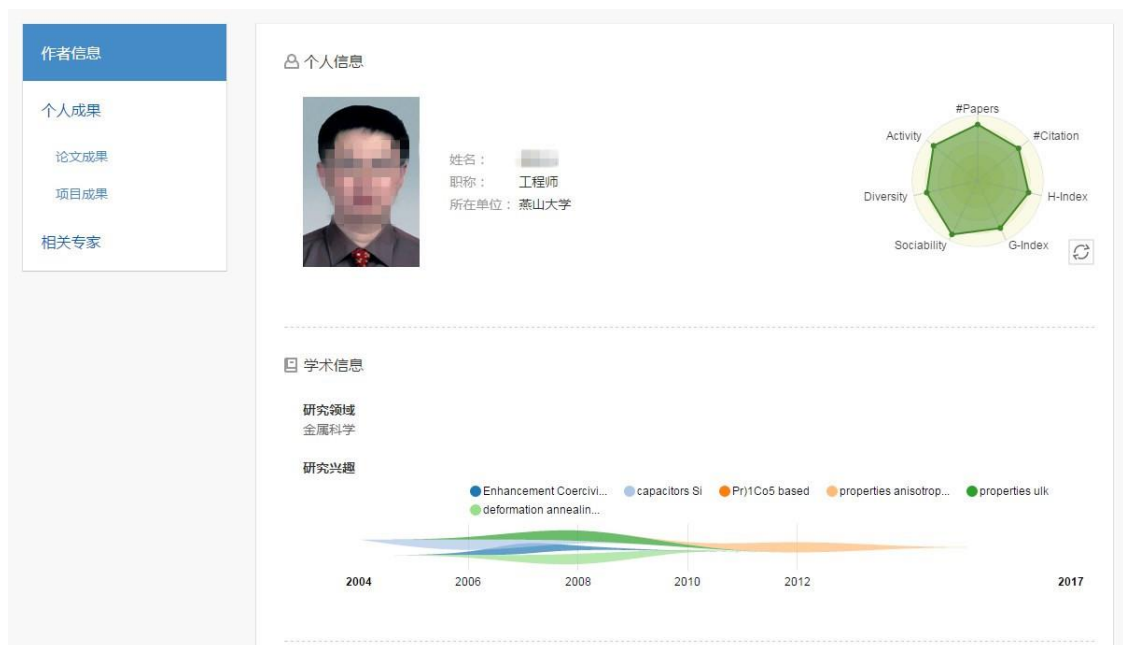 作者信息
个人成果
论文成果
项目成果
相关专家
个人信息
姓名：
职称： 工程师
所在单位： 燕山大学
#Papers
Activity
#Citation
Diversity
H-Index
Sociability
G-Index
学术信息
研究领域
金属科学
研究兴趣
Enhancement Coercivi... capacitors Si Pr)1Co5 based properties anisotrop... properties ulk
deformation annealin...
2004 2006 2008 2010 2012 2017